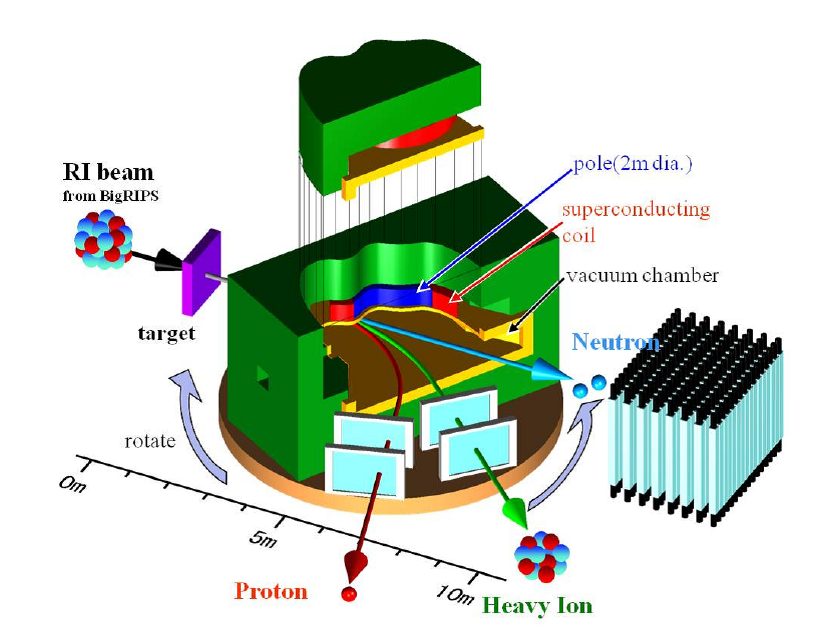 pole(2m dia.)
RI beam
from BigRIPS
superconducting
coil
vacuum chamber
target
Neutron
rotate
0m
5m
10m
Proton
Heavy Ion